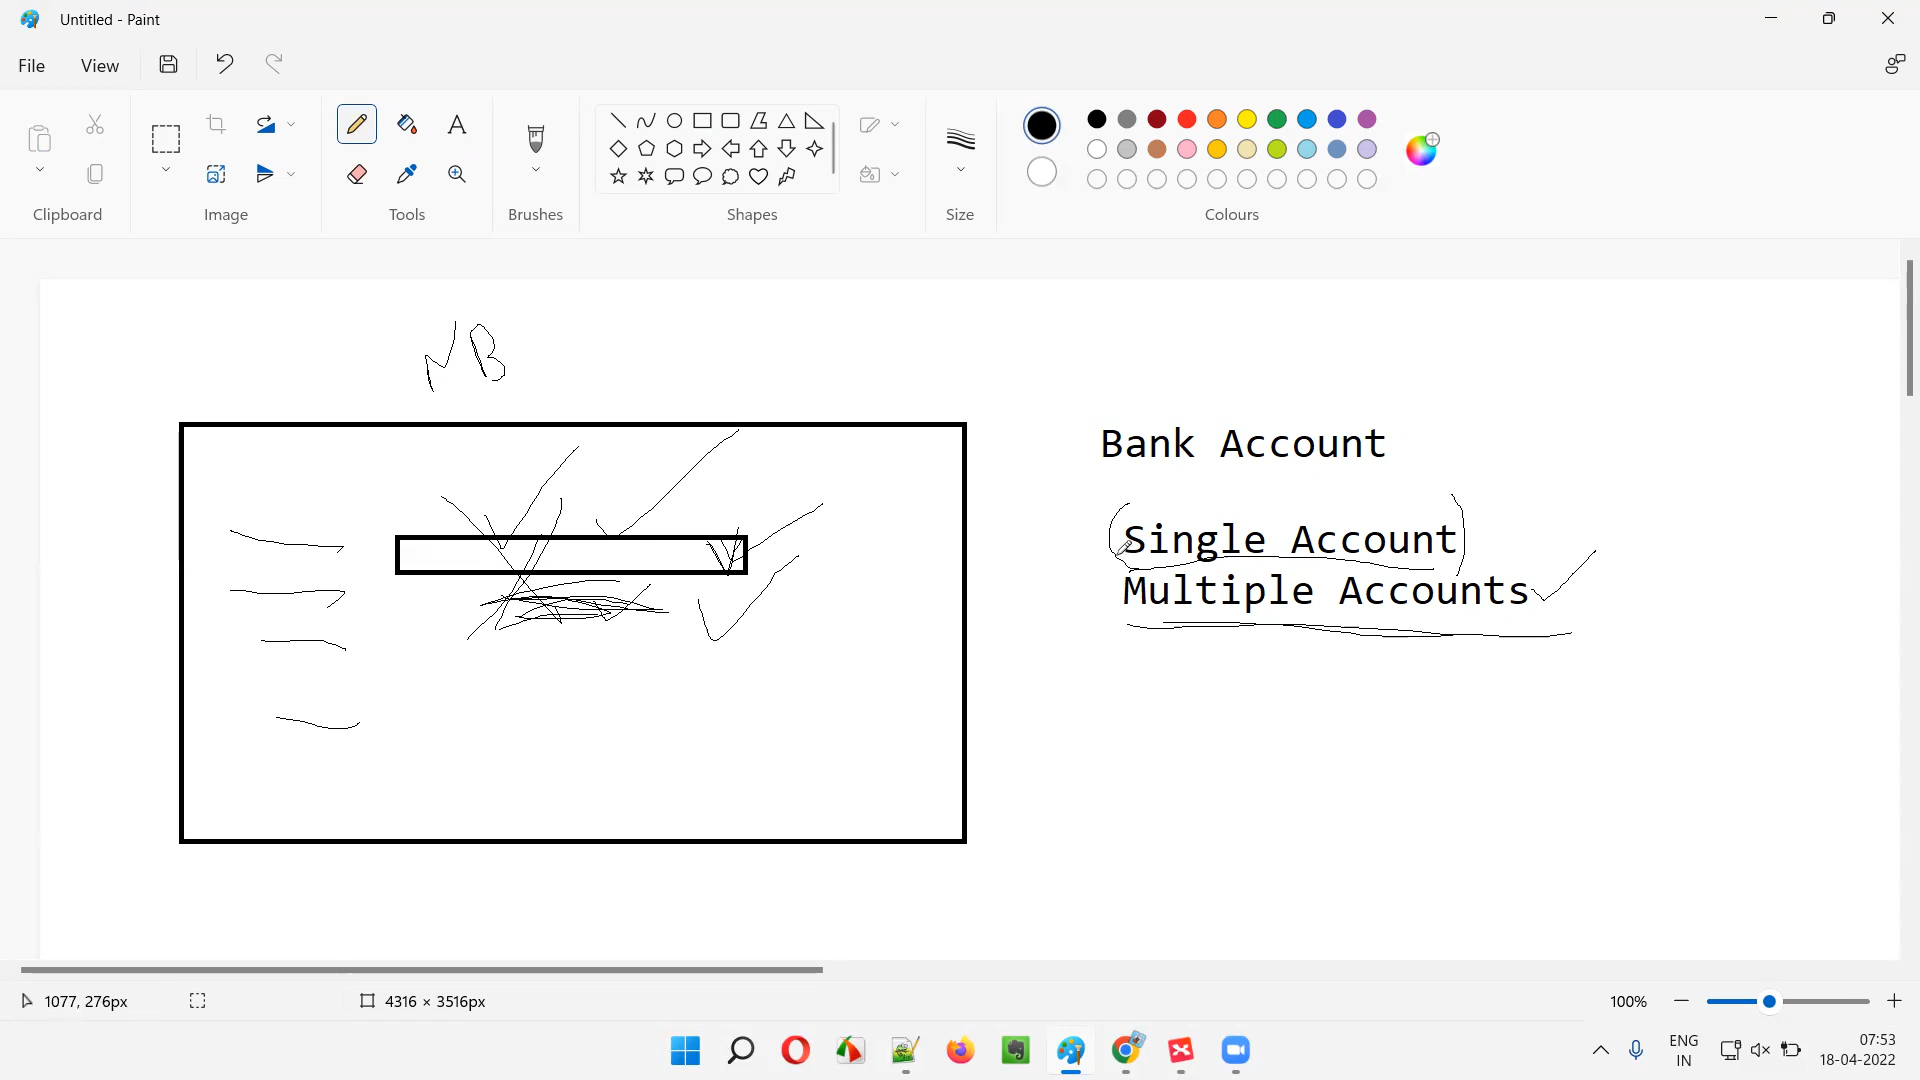 Untitled - Paint
File
View
Clipboard
Image
Tools
Brushes
Shapes
Size
Colours
NB
Bank Account
Single Account
Multiple Accounts
1077, 276px
4316 × 3516px
100%
ENG
IN
07:53
18-04-2022